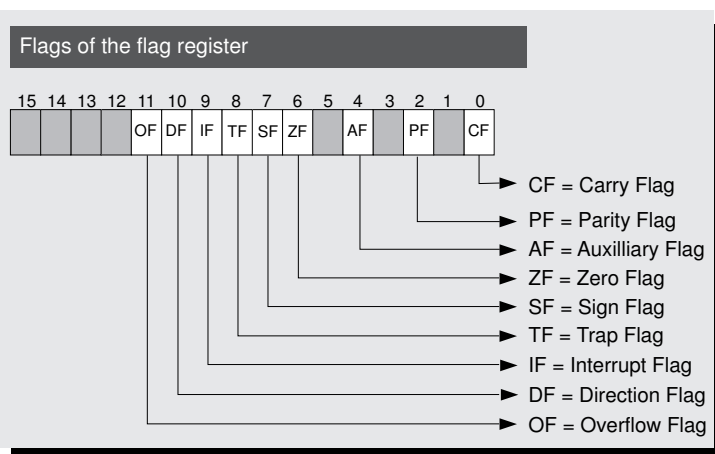 Flags of the flag register
15 14 13 12 11 10 9 8 7 6 5 4 3 2 1 0
OF DF IF TF SF ZF AF PF CF
CF = Carry Flag
PF = Parity Flag
AF = Auxilliary Flag
ZF = Zero Flag
SF = Sign Flag
TF = Trap Flag
IF = Interrupt Flag
DF = Direction Flag
OF = Overflow Flag